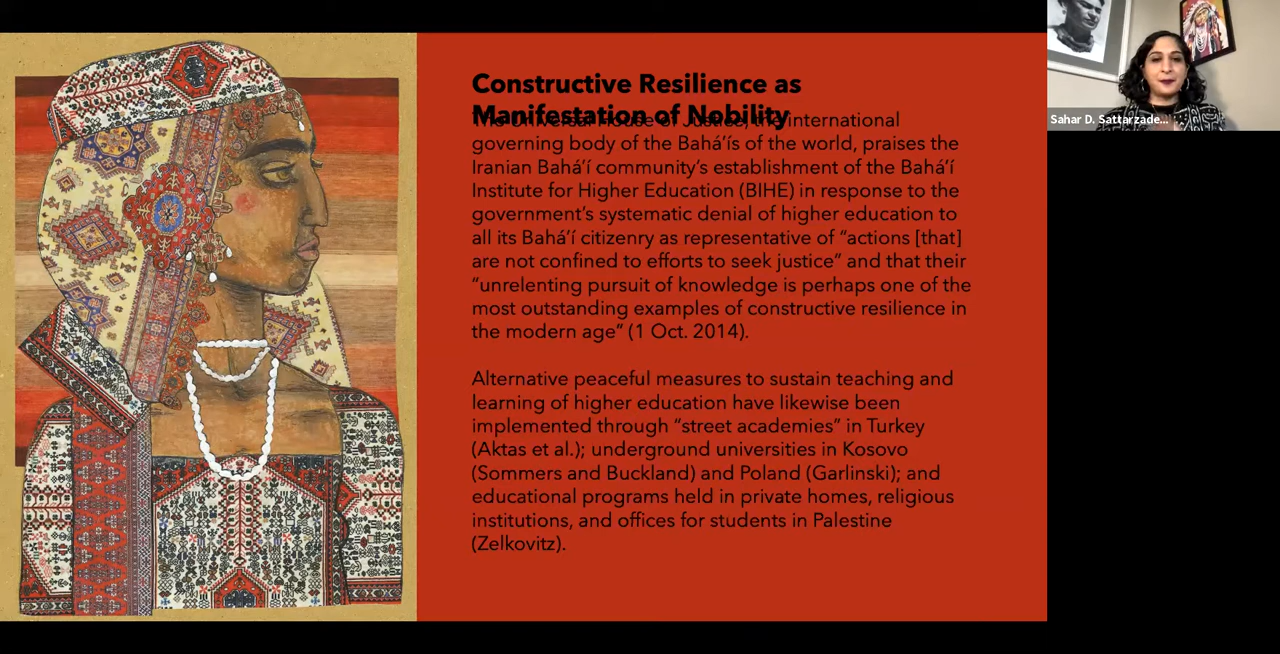 Constructive Resilience as
Manifestation of Nobility
The Universal House of Justice, the international
governing body of the Bahá’ís of the world, praises the
Iranian Bahá’í community’s establishment of the Bahá’í
Institute for Higher Education (BIHE) in response to the
government’s systematic denial of higher education to
all its Bahá’í citizenry as representative of “actions [that]
are not confined to efforts to seek justice” and that their
“unrelenting pursuit of knowledge is perhaps one of the
most outstanding examples of constructive resilience in
the modern age” (1 Oct. 2014).
Alternative peaceful measures to sustain teaching and
learning of higher education have likewise been
implemented through “street academies” in Turkey
(Aktas et al.); underground universities in Kosovo
(Sommers and Buckland) and Poland (Garlinski); and
educational programs held in private homes, religious
institutions, and offices for students in Palestine
(Zelkovitz).
Sahar D. Sattarzade...